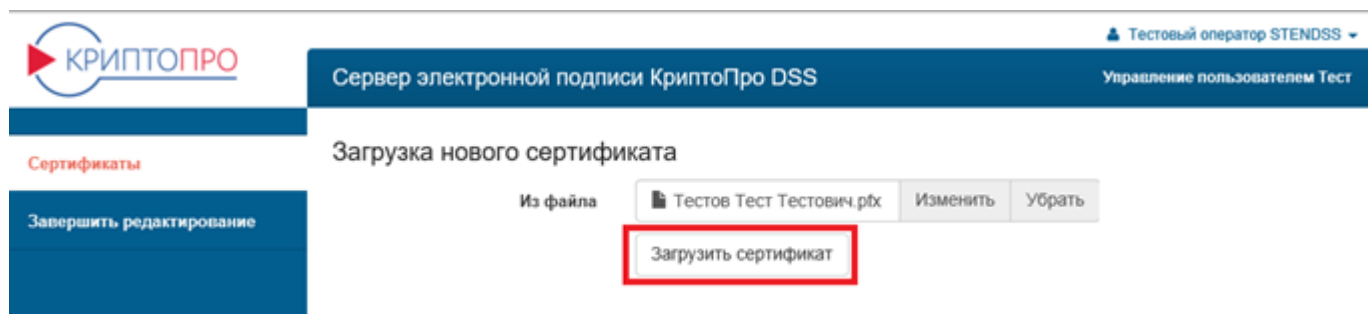 КРИПТОПРО
Тестовый оператор STENDSS
Сервер электронной подписи КриптоПро DSS
Управление пользователем Тест
Сертификаты
Завершить редактирование
Загрузка нового сертификата
Из файла Тестов Тест Тестович.pfx Изменить Убрать
Загрузить сертификат